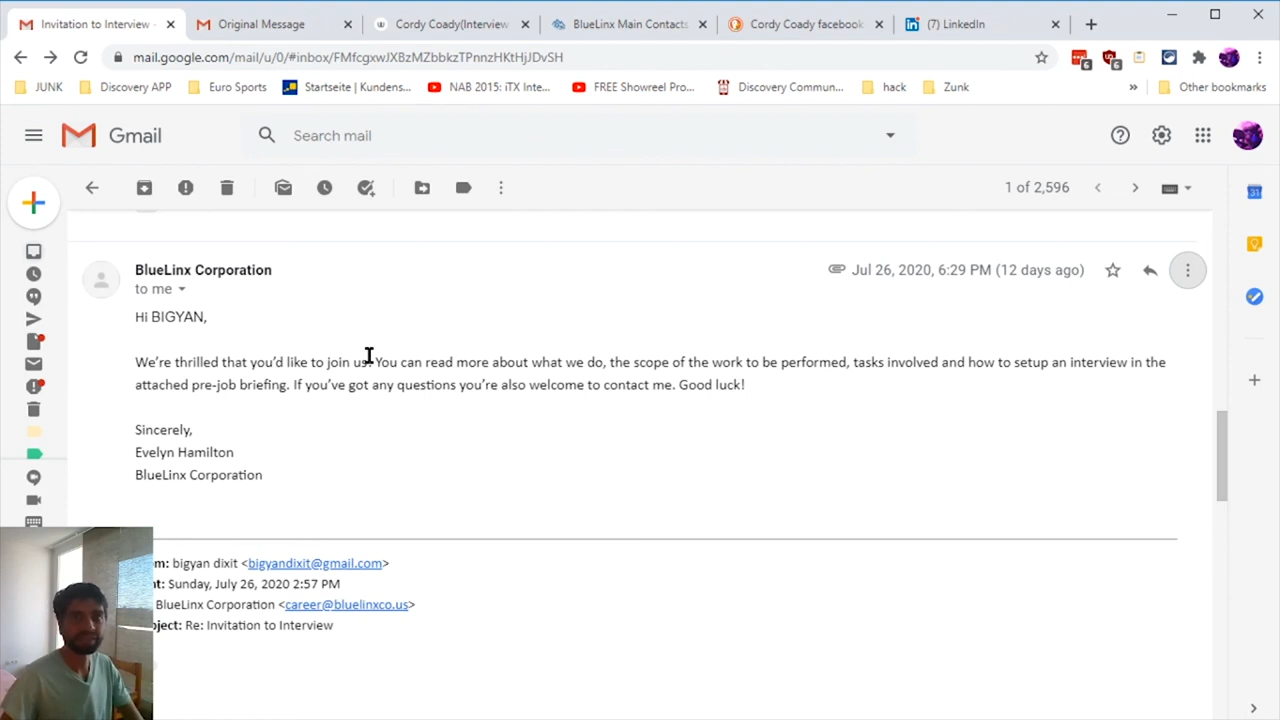 Invitation to Interview -
Original Message
Cordy Coady(Interview
BlueLinx Main Contacts
Cordy Coady facebook
(7) LinkedIn
mail.google.com/mail/u/0/#inbox/FMfcgxwJXBzMZbbkzTPnnzHKtHjJDvSH
6
6
JUNK
Discovery APP
Euro Sports
Startseite | Kundens...
NAB 2015: iTX Inte...
FREE Showreel Pro...
Discovery Commun...
hack
Zunk
»
Other bookmarks
Gmail
Search mail
1 of 2,596
31
BlueLinx Corporation
Jul 26, 2020, 6:29 PM (12 days ago)
to me
Hi BIGYAN,
We're thrilled that you'd like to join us! You can read more about what we do, the scope of the work to be performed, tasks involved and how to setup an interview in the
attached pre-job briefing. If you've got any questions you're also welcome to contact me. Good luck!
Sincerely,
Evelyn Hamilton
BlueLinx Corporation
m: bigyan dixit <bigyandixit@gmail.com>
nt: Sunday, July 26, 2020 2:57 PM
BlueLinx Corporation <career@bluelinxco.us>
bject: Re: Invitation to Interview